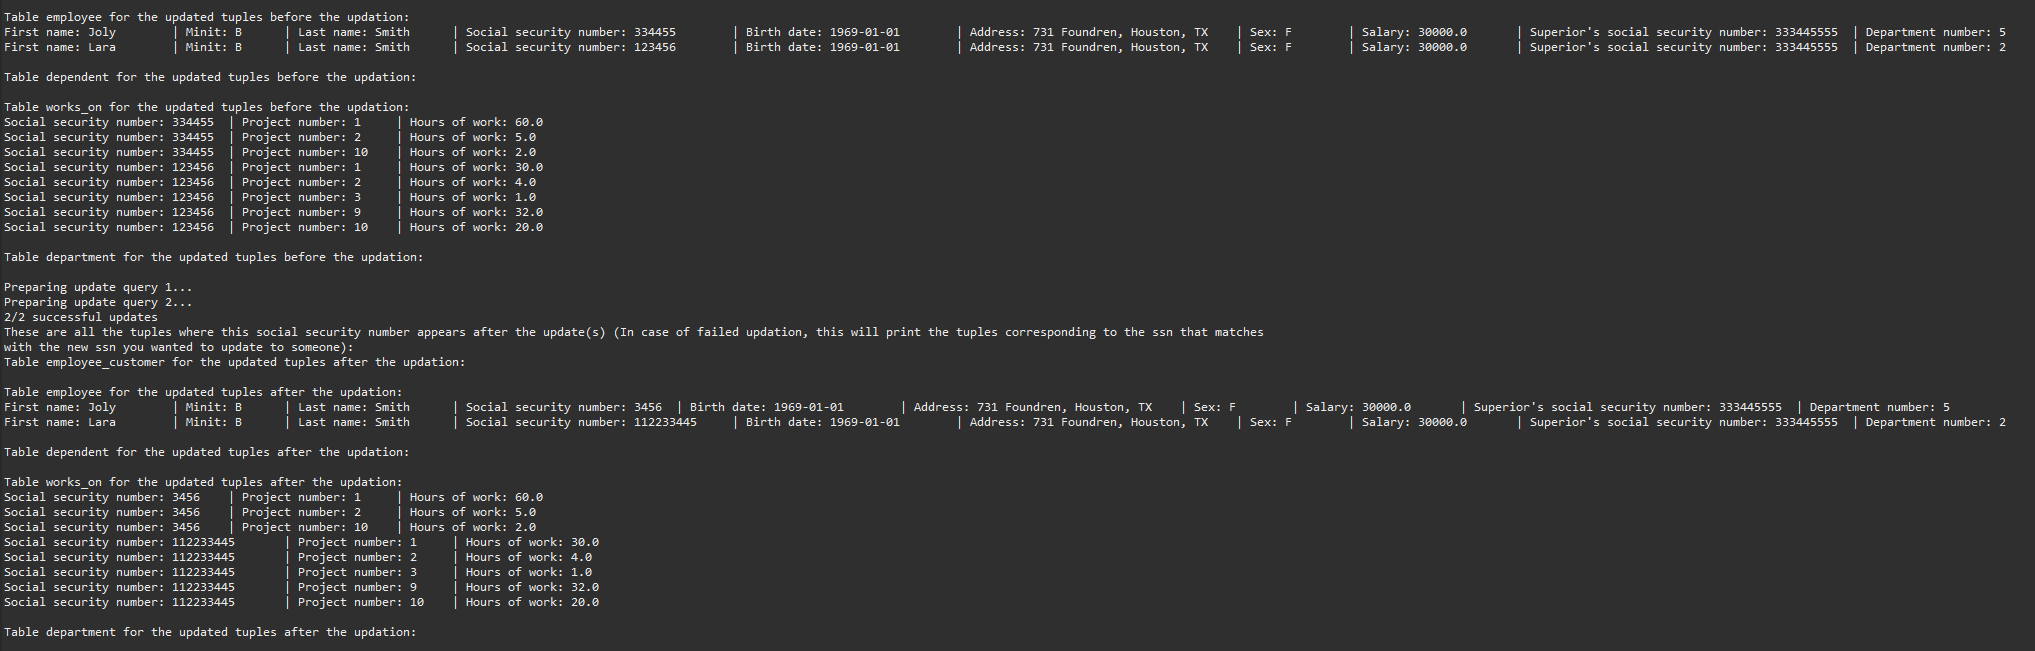 Table employee for the updated tuples before the updation:
First name: Joly | Minit: B | Last name: Smith | Social security number: 334455 | Birth date: 1969-01-01 | Address: 731 Foundren, Houston, TX | Sex: F | Salary: 30000.0 | Superior's social security number: 333445555 | Department number: 5
First name: Lara | Minit: B | Last name: Smith | Social security number: 123456 | Birth date: 1969-01-01 | Address: 731 Foundren, Houston, TX | Sex: F | Salary: 30000.0 | Superior's social security number: 333445555 | Department number: 2
Table dependent for the updated tuples before the updation:
Table works_on for the updated tuples before the updation:
Social security number: 334455 | Project number: 1 | Hours of work: 60.0
Social security number: 334455 | Project number: 2 | Hours of work: 5.0
Social security number: 334455 | Project number: 10 | Hours of work: 2.0
Social security number: 123456 | Project number: 1 | Hours of work: 30.0
Social security number: 123456 | Project number: 2 | Hours of work: 4.0
Social security number: 123456 | Project number: 3 | Hours of work: 1.0
Social security number: 123456 | Project number: 9 | Hours of work: 32.0
Social security number: 123456 | Project number: 10 | Hours of work: 20.0
Table department for the updated tuples before the updation:
Preparing update query 1...
Preparing update query 2...
2/2 successful updates
These are all the tuples where this social security number appears after the update(s) (In case of failed updation, this will print the tuples corresponding to the ssn that matches
with the new ssn you wanted to update to someone):
Table employee_customer for the updated tuples after the updation:
Table employee for the updated tuples after the updation:
First name: Joly | Minit: B | Last name: Smith | Social security number: 3456 | Birth date: 1969-01-01 | Address: 731 Foundren, Houston, TX | Sex: F | Salary: 30000.0 | Superior's social security number: 333445555 | Department number: 5
First name: Lara | Minit: B | Last name: Smith | Social security number: 112233445 | Birth date: 1969-01-01 | Address: 731 Foundren, Houston, TX | Sex: F | Salary: 30000.0 | Superior's social security number: 333445555 | Department number: 2
Table dependent for the updated tuples after the updation:
Table works_on for the updated tuples after the updation:
Social security number: 3456 | Project number: 1 | Hours of work: 60.0
Social security number: 3456 | Project number: 2 | Hours of work: 5.0
Social security number: 3456 | Project number: 10 | Hours of work: 2.0
Social security number: 112233445 | Project number: 1 | Hours of work: 30.0
Social security number: 112233445 | Project number: 2 | Hours of work: 4.0
Social security number: 112233445 | Project number: 3 | Hours of work: 1.0
Social security number: 112233445 | Project number: 9 | Hours of work: 32.0
Social security number: 112233445 | Project number: 10 | Hours of work: 20.0
Table department for the updated tuples after the updation: